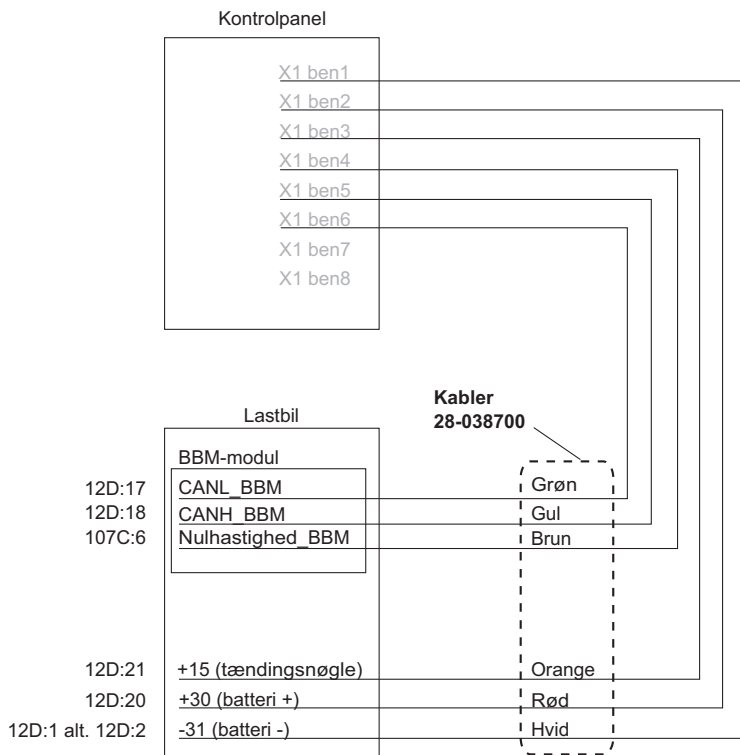 Kontrolpanel
X1 ben1
X1 ben2
X1 ben3
X1 ben4
X1 ben5
X1 ben6
X1 ben7
X1 ben8
Kabler
28-038700
Lastbil
BBM-modul
12D:17 CANL_BBM Grøn
12D:18 CANH_BBM Gul
107C:6 Nulhastighed_BBM Brun
12D:21 +15 (tændingsnøgle) Orange
12D:20 +30 (batteri +) Rød
12D:1 alt. 12D:2 -31 (batteri -) Hvid